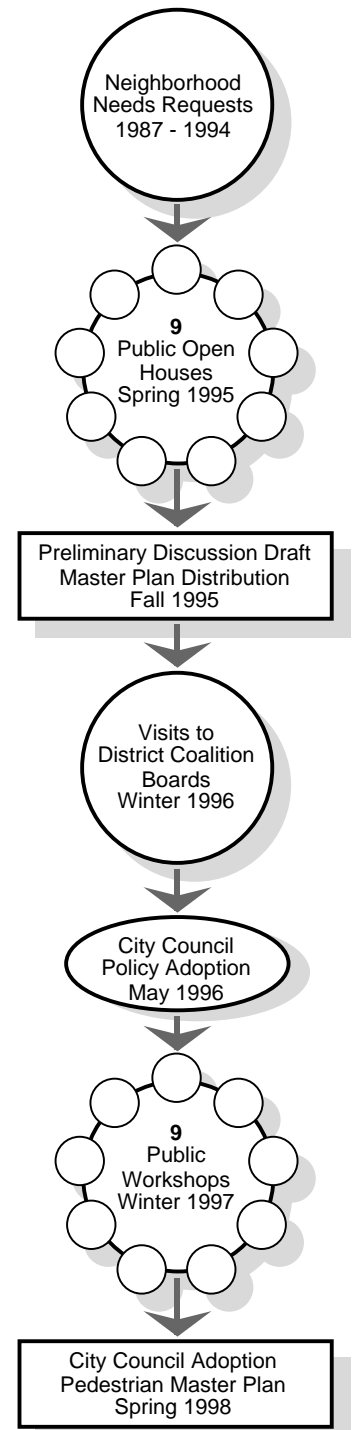 Neighborhood
Needs Requests
1987 - 1994
9
Public Open
Houses
Spring 1995
Preliminary Discussion Draft
Master Plan Distribution
Fall 1995
Visits to
District Coalition
Boards
Winter 1996
City Council
Policy Adoption
May 1996
9
Public
Workshops
Winter 1997
City Council Adoption
Pedestrian Master Plan
Spring 1998